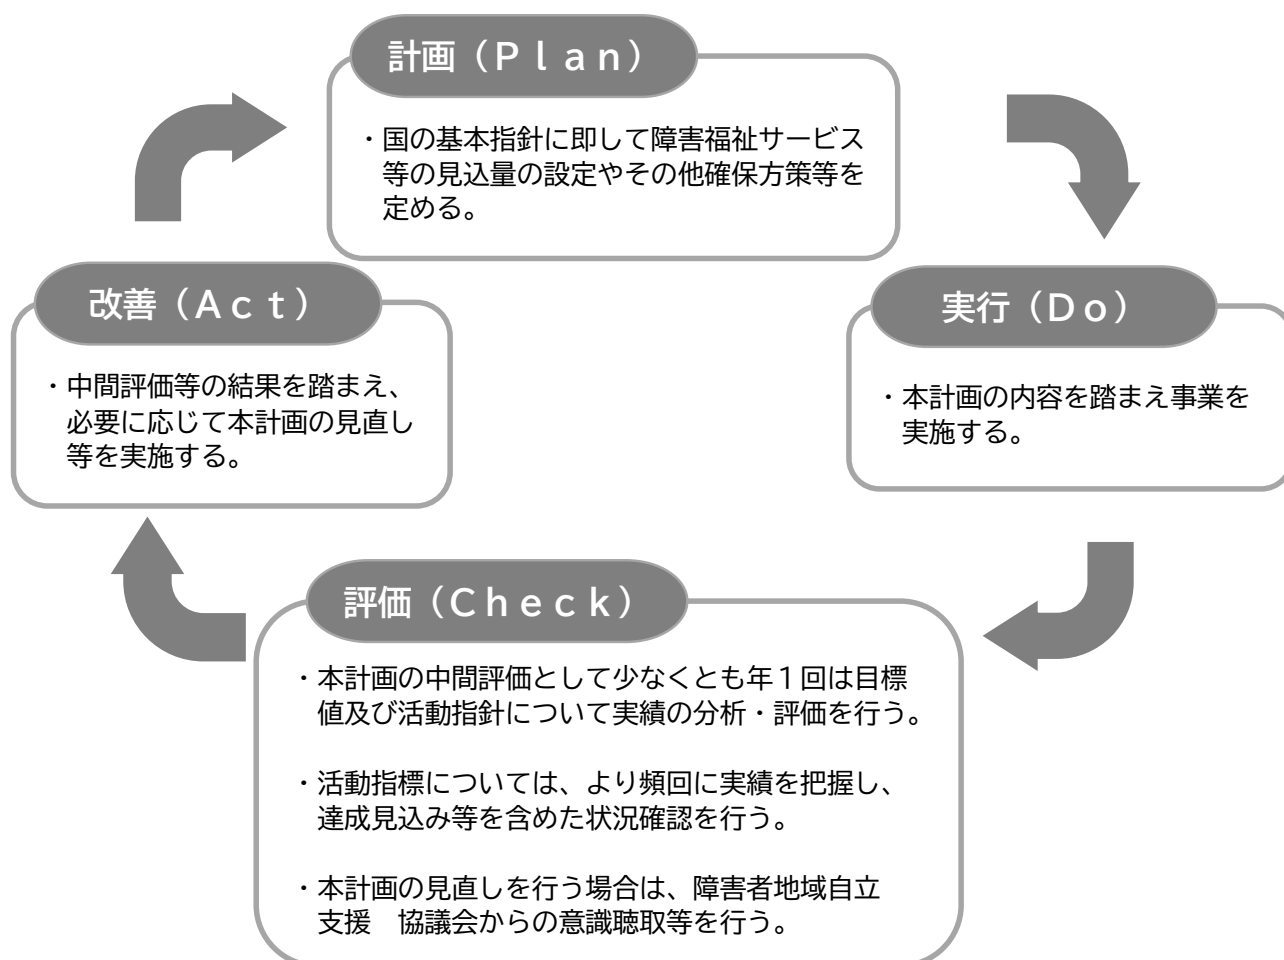 計画（Ｐｌａｎ）
・国の基本指針に即して障害福祉サービス
等の見込量の設定やその他確保方策等を
定める。
実行（Ｄｏ）
・本計画の内容を踏まえ事業を
実施する。
評価（Ｃｈｅｃｋ）
・本計画の中間評価として少なくとも年１回は目標
値及び活動指針について実績の分析・評価を行う。
・活動指標については、より頻回に実績を把握し、
達成見込み等を含めた状況確認を行う。
・本計画の見直しを行う場合は、障害者地域自立
支援　協議会からの意識聴取等を行う。
改善（Ａｃｔ）
・中間評価等の結果を踏まえ、
必要に応じて本計画の見直し
等を実施する。